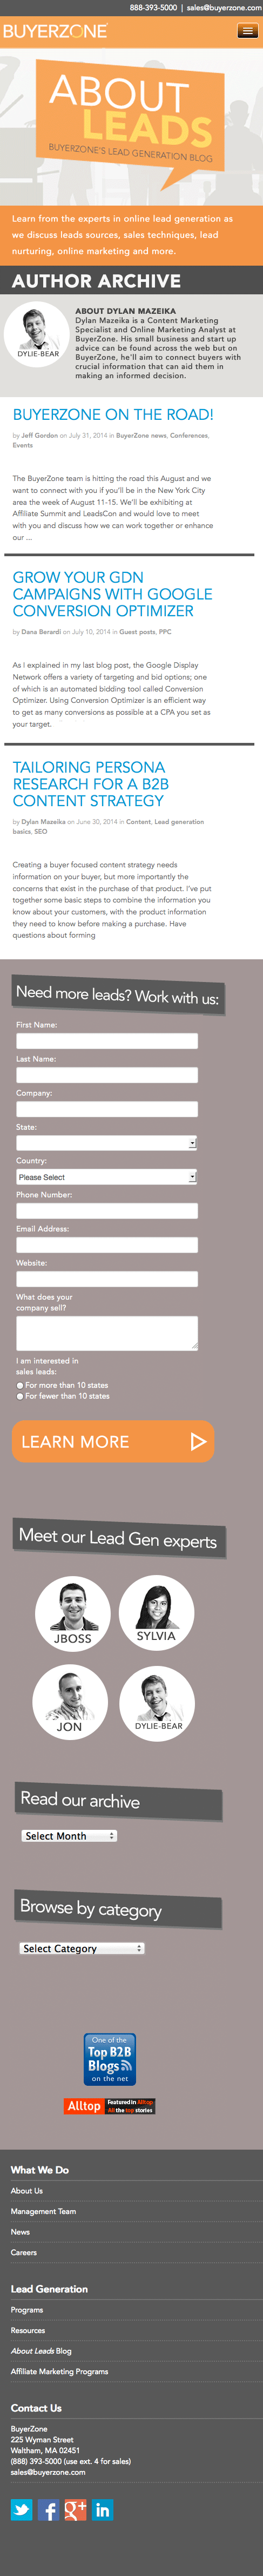 888-393-5000 | sales@buyerzone.com
BUYERZONE
ABOUT
LEADS
BUYERZONE'S LEAD GENERATION BLOG
Learn from the experts in online lead generation as
we discuss leads sources, sales techniques, lead
nurturing, online marketing and more.
AUTHOR ARCHIVE
DYLIE-BEAR
ABOUT DYLAN MAZEIKA
Dylan Mazeika is a Content Marketing
Specialist and Online Marketing Analyst at
BuyerZone. His small business and start up
advice can be found across the web but on
BuyerZone, he'll aim to connect buyers with
crucial information that can aid them in
making an informed decision.
BUYERZONE ON THE ROAD!
by Jeff Gordon on July 31, 2014 in BuyerZone news, Conferences,
Events
The BuyerZone team is hitting the road this August and we
want to connect with you if you'll be in the New York City
area the week of August 11-15. We'll be exhibiting at
Affiliate Summit and LeadsCon and would love to meet
with you and discuss how we can work together or enhance
our ...
GROW YOUR GDN
CAMPAIGNS WITH GOOGLE
CONVERSION OPTIMIZER
by Dana Berardi on July 10, 2014 in Guest posts, PPC
As I explained in my last blog post, the Google Display
Network offers a variety of targeting and bid options; one
of which is an automated bidding tool called Conversion
Optimizer. Using Conversion Optimizer is an efficient way
to get as many conversions as possible at a CPA you set as
your target.
TAILORING PERSONA
RESEARCH FOR A B2B
CONTENT STRATEGY
by Dylan Mazeika on June 30, 2014 in Content, Lead generation
basics, SEO
Creating a buyer focused content strategy needs
information on your buyer, but more importantly the
concerns that exist in the purchase of that product. I've put
together some basic steps to combine the information you
know about your customers, with the product information
they need to know before making a purchase. Have
questions about forming
Need more leads? Work with us:
First Name:
Last Name:
Company:
State:
Country:
Please Select
Phone Number:
Email Address:
Website:
What does your
company sell?
I am interested in
sales leads:
For more than 10 states
For fewer than 10 states
LEARN MORE
Meet our Lead Gen experts
JBOSS
SYLVIA
JON
DYLIE-BEAR
Read our archive
Select Month
Browse by category
Select Category
One of the
Top B2B
Blogs
on the net
Alltop
Featured in Alltop
All the top stories
What We Do
About Us
Management Team
News
Careers
Lead Generation
Programs
Resources
About Leads Blog
Affiliate Marketing Programs
Contact Us
BuyerZone
225 Wyman Street
Waltham, MA 02451
(888) 393-5000 (use ext. 4 for sales)
sales@buyerzone.com